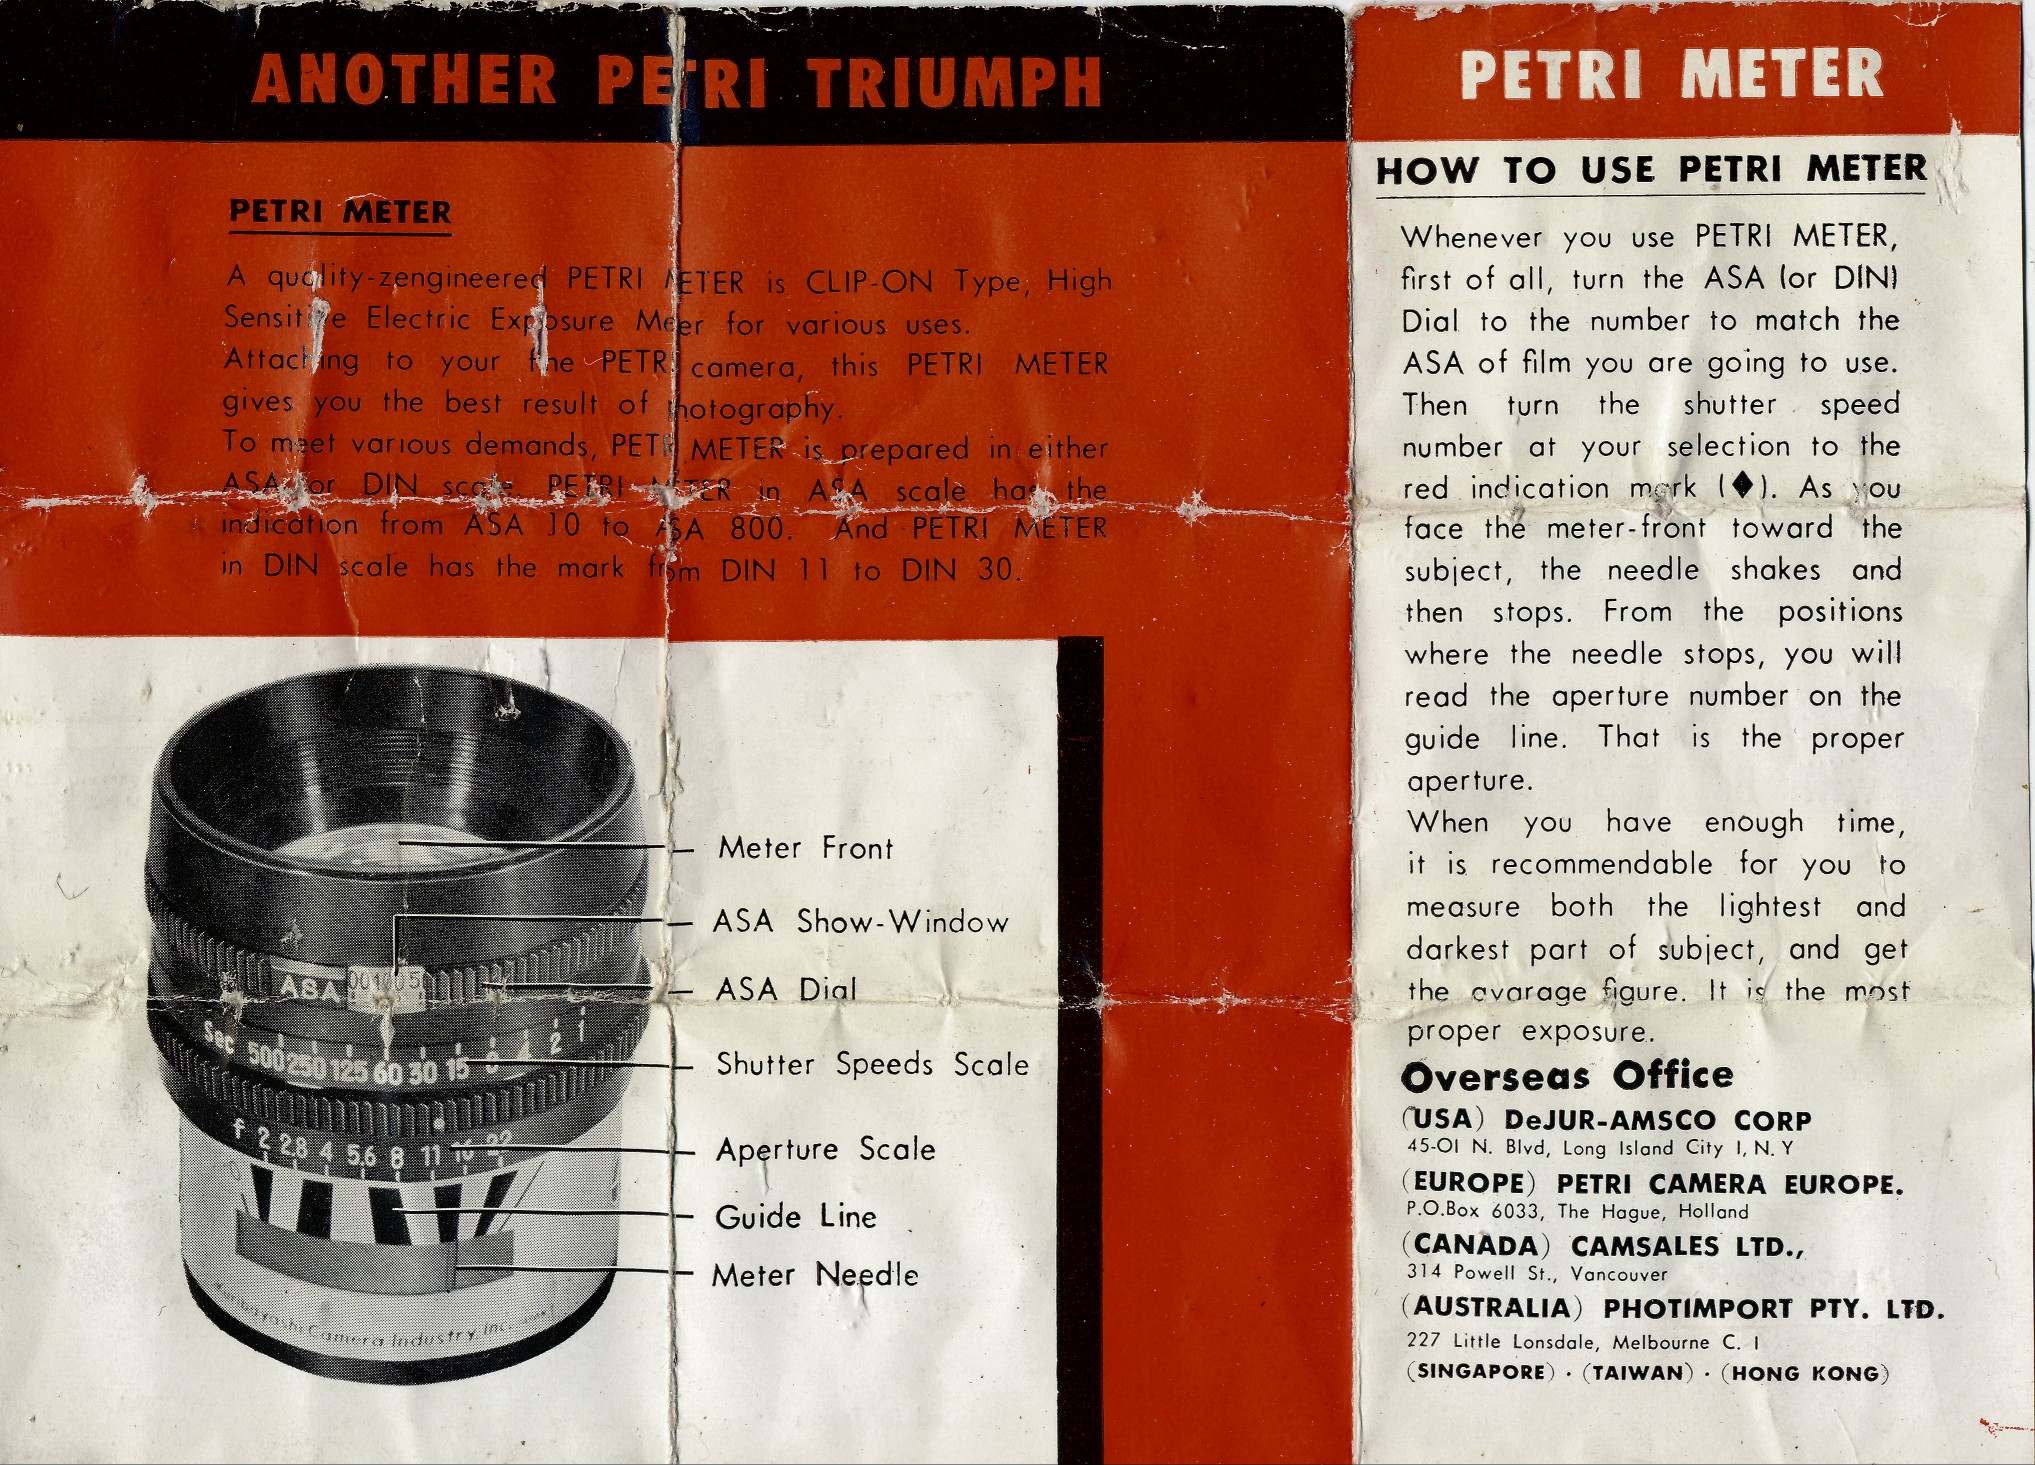 ANOTHER PETRI TRIUMPH
PETRI METER
A quality-zengineered PETRI METER is CLIP-ON Type, High
Sensitive Electric Exposure Meer for various uses.
Attaching to your fine PETRI camera, this PETRI METER
gives you the best result of hotography.
To meet various demands, PETRI METER is prepared in either
ASA or DIN scale. PETRI METER in ASA scale has the
indication from ASA 10 to ASA 800. And PETRI METER
in DIN scale has the mark from DIN 11 to DIN 30.
Meter Front
ASA Show-Window
ASA Dial
Shutter Speeds Scale
Aperture Scale
Guide Line
Meter Needle
ASA
Sec 500 250 125 60 30 15 8 4 2 1
f 2 2.8 4 5.6 8 11 16 22
Camera Industry Inc.
PETRI METER
HOW TO USE PETRI METER
Whenever you use PETRI METER,
first of all, turn the ASA (or DIN)
Dial to the number to match the
ASA of film you are going to use.
Then turn the shutter speed
number at your selection to the
red indication mark (♦). As you
face the meter-front toward the
subject, the needle shakes and
then stops. From the positions
where the needle stops, you will
read the aperture number on the
guide line. That is the proper
aperture.
When you have enough time,
it is recommendable for you to
measure both the lightest and
darkest part of subject, and get
the avarage figure. It is the most
proper exposure.
Overseas Office
(USA) DeJUR-AMSCO CORP
45-01 N. Blvd, Long Island City 1, N. Y
(EUROPE) PETRI CAMERA EUROPE.
P.O.Box 6033, The Hague, Holland
(CANADA) CAMSALES LTD.,
314 Powell St., Vancouver
(AUSTRALIA) PHOTIMPORT PTY. LTD.
227 Little Lonsdale, Melbourne C. 1
(SINGAPORE) · (TAIWAN) · (HONG KONG)